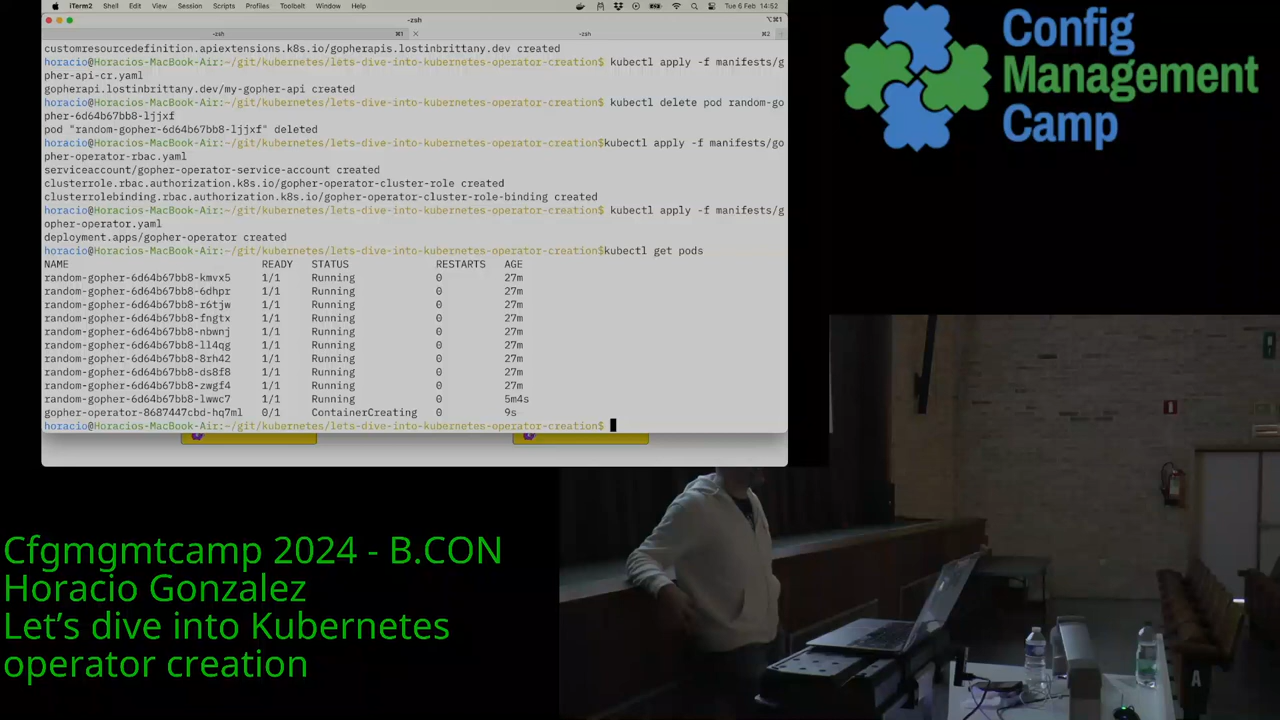 iTerm2 Shell Edit View Session Scripts Profiles Toolbelt Window Help Tue 6 Feb 14:52
-zsh ⌥⌘1
-zsh ⌘1 -zsh ⌘2
customresourcedefinition.apiextensions.k8s.io/gopherapis.lostinbrittany.dev created
horacio@Horacios-MacBook-Air:~/git/kubernetes/lets-dive-into-kubernetes-operator-creation$ kubectl apply -f manifests/go
pher-api-cr.yaml
gopherapi.lostinbrittany.dev/my-gopher-api created
horacio@Horacios-MacBook-Air:~/git/kubernetes/lets-dive-into-kubernetes-operator-creation$ kubectl delete pod random-go
pher-6d64b67bb8-ljjxf
pod "random-gopher-6d64b67bb8-ljjxf" deleted
horacio@Horacios-MacBook-Air:~/git/kubernetes/lets-dive-into-kubernetes-operator-creation$kubectl apply -f manifests/go
pher-operator-rbac.yaml
serviceaccount/gopher-operator-service-account created
clusterrole.rbac.authorization.k8s.io/gopher-operator-cluster-role created
clusterrolebinding.rbac.authorization.k8s.io/gopher-operator-cluster-role-binding created
horacio@Horacios-MacBook-Air:~/git/kubernetes/lets-dive-into-kubernetes-operator-creation$ kubectl apply -f manifests/g
opher-operator.yaml
deployment.apps/gopher-operator created
horacio@Horacios-MacBook-Air:~/git/kubernetes/lets-dive-into-kubernetes-operator-creation$kubectl get pods
NAME READY STATUS RESTARTS AGE
random-gopher-6d64b67bb8-kmvx5 1/1 Running 0 27m
random-gopher-6d64b67bb8-6dhpr 1/1 Running 0 27m
random-gopher-6d64b67bb8-r6tjw 1/1 Running 0 27m
random-gopher-6d64b67bb8-fngtx 1/1 Running 0 27m
random-gopher-6d64b67bb8-nbwnj 1/1 Running 0 27m
random-gopher-6d64b67bb8-ll4qg 1/1 Running 0 27m
random-gopher-6d64b67bb8-8rh42 1/1 Running 0 27m
random-gopher-6d64b67bb8-ds8f8 1/1 Running 0 27m
random-gopher-6d64b67bb8-zwgf4 1/1 Running 0 27m
random-gopher-6d64b67bb8-lwwc7 1/1 Running 0 5m4s
gopher-operator-8687447cbd-hq7ml 0/1 ContainerCreating 0 9s
horacio@Horacios-MacBook-Air:~/git/kubernetes/lets-dive-into-kubernetes-operator-creation$
Config
Management
Camp
A
Cfgmgmtcamp 2024 - B.CON
Horacio Gonzalez
Let's dive into Kubernetes
operator creation